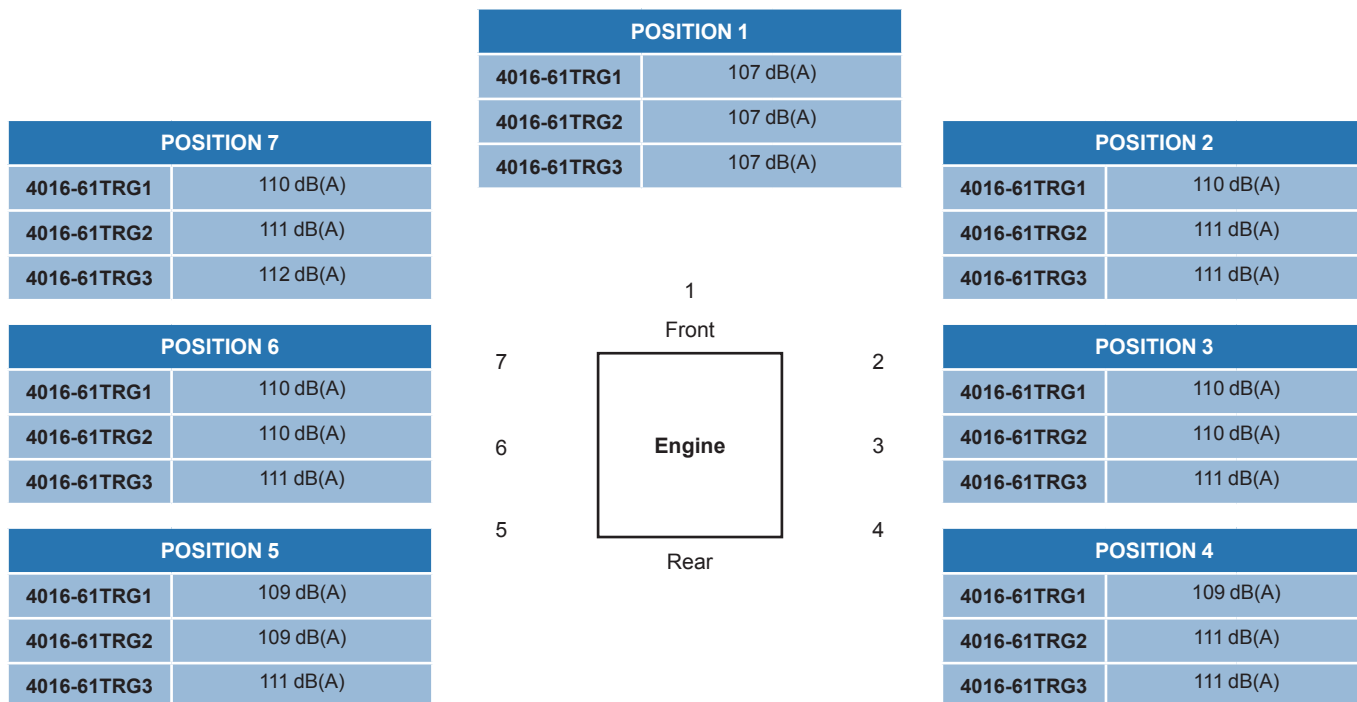 POSITION 1
4016-61TRG1 107 dB(A)
4016-61TRG2 107 dB(A)
4016-61TRG3 107 dB(A)
POSITION 7
4016-61TRG1 110 dB(A)
4016-61TRG2 111 dB(A)
4016-61TRG3 112 dB(A)
POSITION 2
4016-61TRG1 110 dB(A)
4016-61TRG2 111 dB(A)
4016-61TRG3 111 dB(A)
POSITION 6
4016-61TRG1 110 dB(A)
4016-61TRG2 110 dB(A)
4016-61TRG3 111 dB(A)
1
Front
7 2
6 Engine 3
5 4
Rear
POSITION 3
4016-61TRG1 110 dB(A)
4016-61TRG2 110 dB(A)
4016-61TRG3 111 dB(A)
POSITION 5
4016-61TRG1 109 dB(A)
4016-61TRG2 109 dB(A)
4016-61TRG3 111 dB(A)
POSITION 4
4016-61TRG1 109 dB(A)
4016-61TRG2 111 dB(A)
4016-61TRG3 111 dB(A)